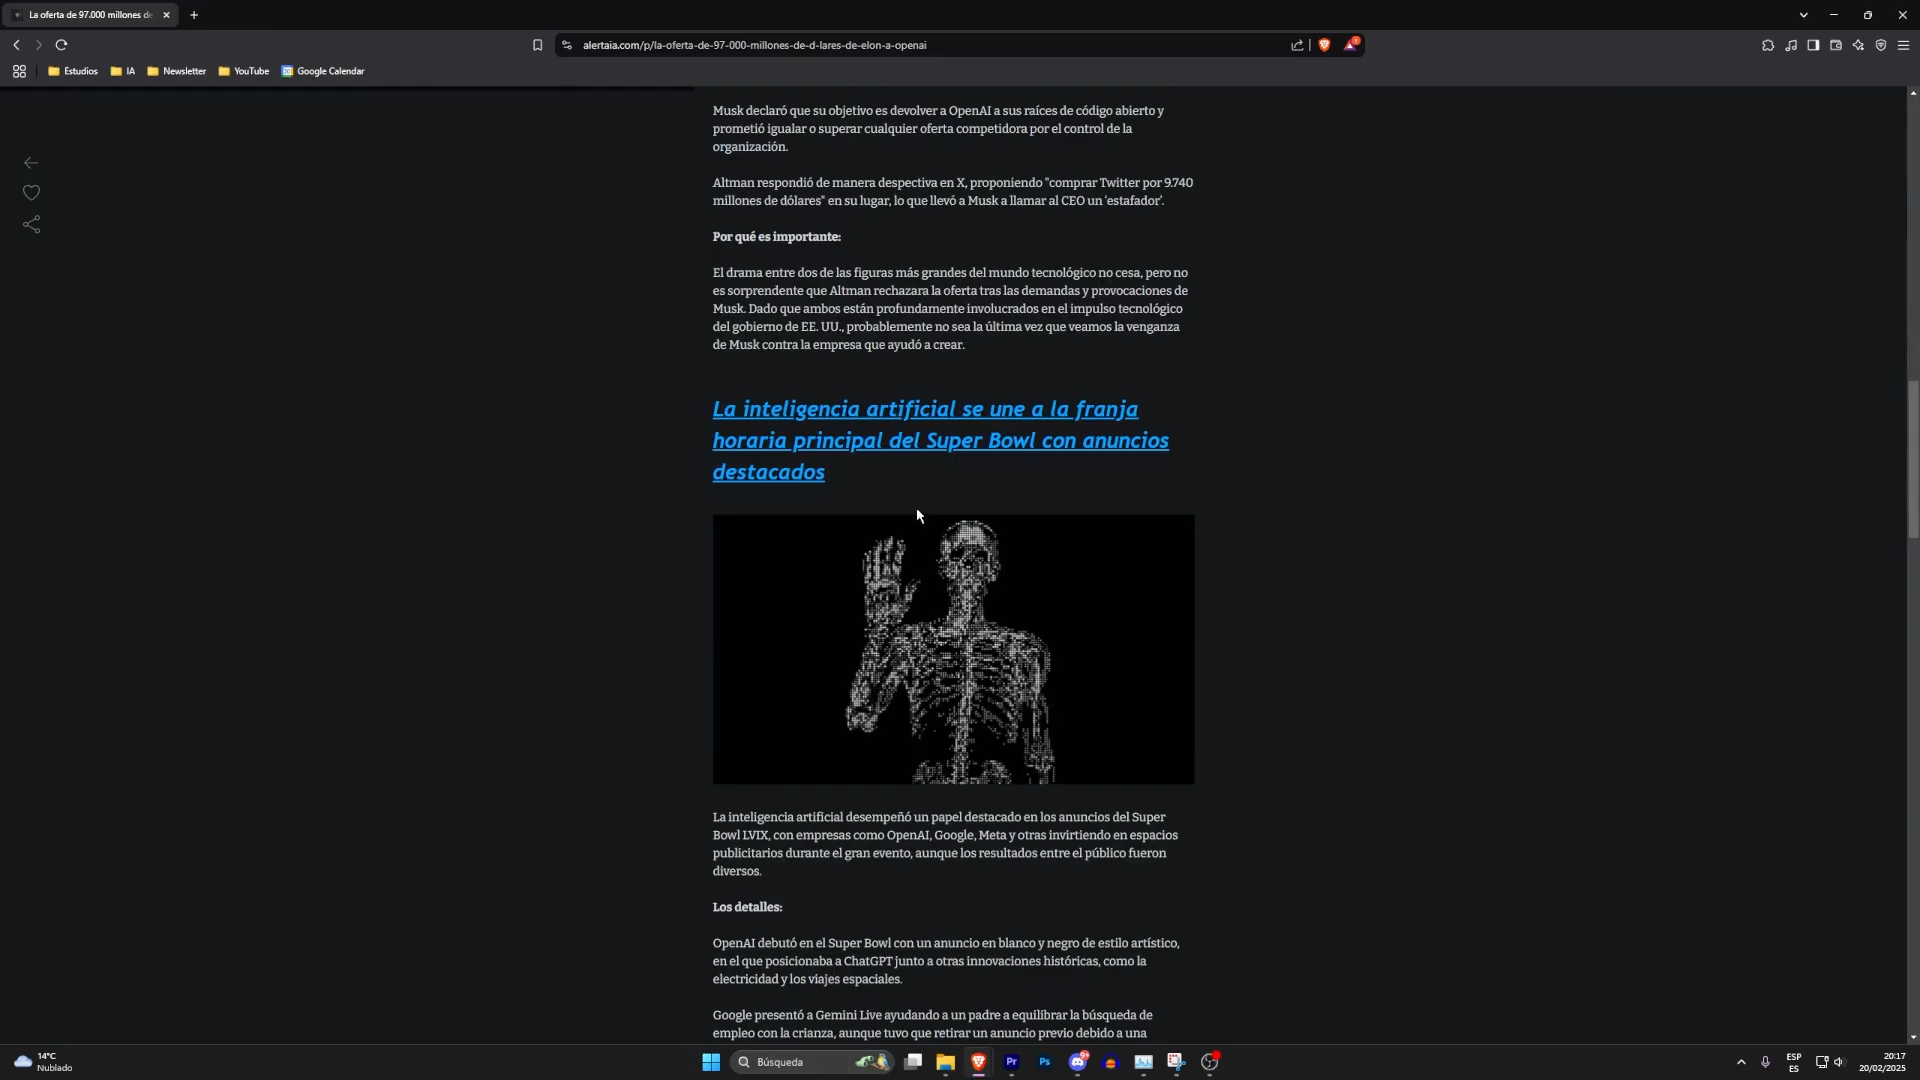 La oferta de 97.000 millones de
alertaia.com/p/la-oferta-de-97-000-millones-de-d-lares-de-elon-a-openai
Estudios
IA
Newsletter
YouTube
Google Calendar
Musk declaró que su objetivo es devolver a OpenAI a sus raíces de código abierto y
prometió igualar o superar cualquier oferta competidora por el control de la
organización.
Altman respondió de manera despectiva en X, proponiendo "comprar Twitter por 9.740
millones de dólares" en su lugar, lo que llevó a Musk a llamar al CEO un 'estafador'.
Por qué es importante:
El drama entre dos de las figuras más grandes del mundo tecnológico no cesa, pero no
es sorprendente que Altman rechazara la oferta tras las demandas y provocaciones de
Musk. Dado que ambos están profundamente involucrados en el impulso tecnológico
del gobierno de EE. UU., probablemente no sea la última vez que veamos la venganza
de Musk contra la empresa que ayudó a crear.
La inteligencia artificial se une a la franja
horaria principal del Super Bowl con anuncios
destacados
La inteligencia artificial desempeñó un papel destacado en los anuncios del Super
Bowl LVIX, con empresas como OpenAI, Google, Meta y otras invirtiendo en espacios
publicitarios durante el gran evento, aunque los resultados entre el público fueron
diversos.
Los detalles:
OpenAI debutó en el Super Bowl con un anuncio en blanco y negro de estilo artístico,
en el que posicionaba a ChatGPT junto a otras innovaciones históricas, como la
electricidad y los viajes espaciales.
Google presentó a Gemini Live ayudando a un padre a equilibrar la búsqueda de
empleo con la crianza, aunque tuvo que retirar un anuncio previo debido a una
14°C
Nublado
Búsqueda
Pr
Ps
ESP
ES
20:17
20/02/2025